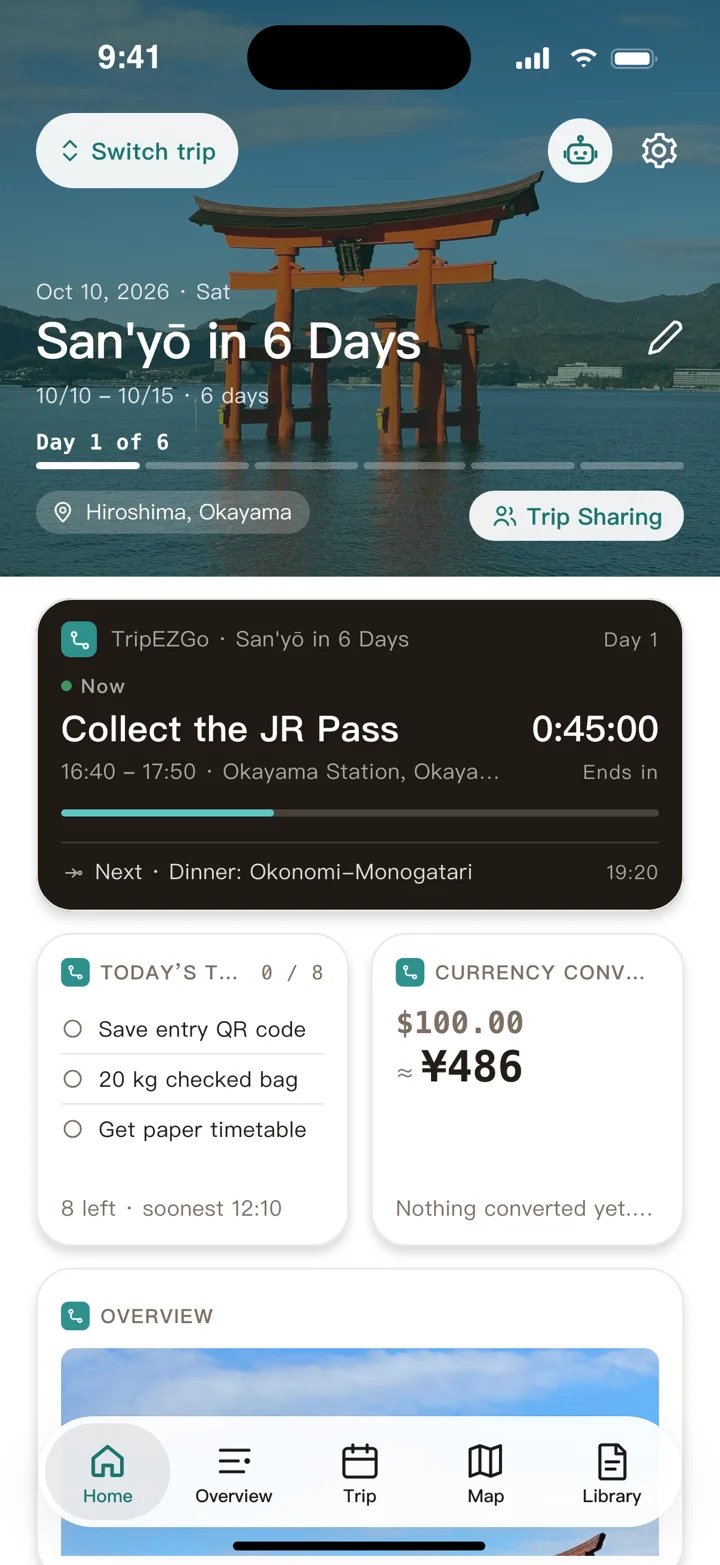 9:41
Switch trip
Oct 10, 2026 · Sat
San'yō in 6 Days
10/10 – 10/15 · 6 days
Day 1 of 6
Hiroshima, Okayama
Trip Sharing
TripEZGo · San'yō in 6 Days
Day 1
Now
Collect the JR Pass
0:45:00
16:40 – 17:50 · Okayama Station, Okaya...
Ends in
Next · Dinner: Okonomi–Monogatari
19:20
TODAY’S T...
0 / 8
Save entry QR code
20 kg checked bag
Get paper timetable
8 left · soonest 12:10
CURRENCY CONV...
$100.00
≈ ¥486
Nothing converted yet....
OVERVIEW
Home
Overview
Trip
Map
Library